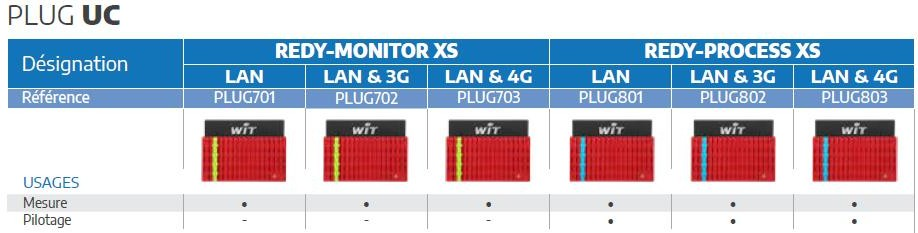 PLUG UC
Désignation REDY-MONITOR XS REDY-PROCESS XS
LAN LAN & 3G LAN & 4G LAN LAN & 3G LAN & 4G
Référence PLUG701 PLUG702 PLUG703 PLUG801 PLUG802 PLUG803
WIT WIT WIT WIT WIT WIT
USAGES
Mesure • • • • • •
Pilotage - - - • • •